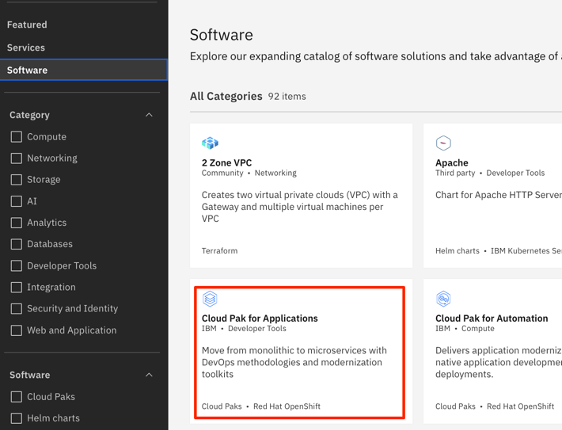 Featured
Services
Software
Category
Compute
Networking
Storage
AI
Analytics
Databases
Developer Tools
Integration
Security and Identity
Web and Application
Software
Cloud Paks
Helm charts
Software
Explore our expanding catalog of software solutions and take advantage of
All Categories 92 items
2 Zone VPC
Community • Networking
Creates two virtual private clouds (VPC) with a
Gateway and multiple virtual machines per
VPC
Terraform
Apache
Third party • Developer Tools
Chart for Apache HTTP Server
Helm charts • IBM Kubernetes Se
Cloud Pak for Applications
IBM • Developer Tools
Move from monolithic to microservices with
DevOps methodologies and modernization
toolkits
Cloud Paks • Red Hat OpenShift
Cloud Pak for Automation
IBM • Compute
Delivers application moderniz
native application developmen
deployments.
Cloud Paks • Red Hat OpenShift